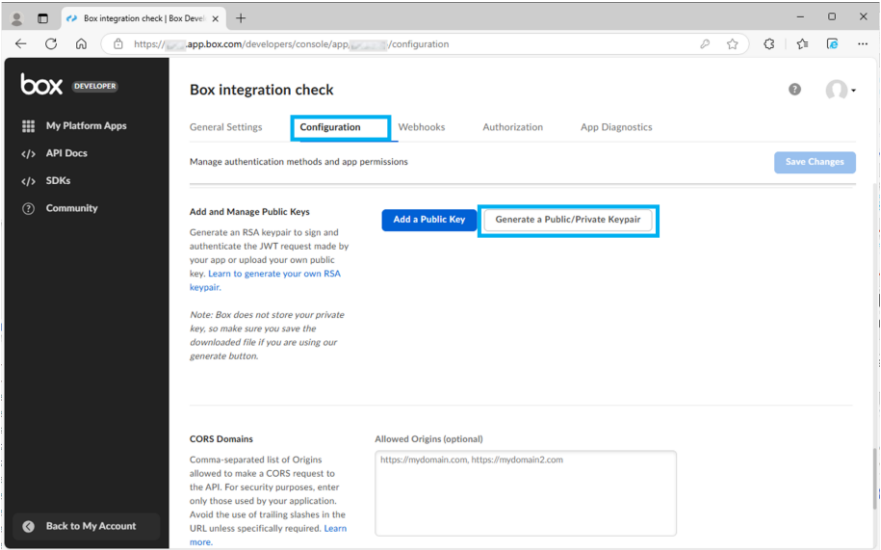 Box integration check | Box Devel
https://
.app.box.com/developers/console/app
/configuration
box DEVELOPER
My Platform Apps
API Docs
SDKs
Community
Back to My Account
Box integration check
General Settings Configuration Webhooks Authorization App Diagnostics
Manage authentication methods and app permissions
Save Changes
Add and Manage Public Keys
Generate an RSA keypair to sign and
authenticate the JWT request made by
your app or upload your own public
key. Learn to generate your own RSA
keypair.
Note: Box does not store your private
key, so make sure you save the
downloaded file if you are using our
generate button.
Add a Public Key
Generate a Public/Private Keypair
CORS Domains
Comma-separated list of Origins
allowed to make a CORS request to
the API. For security purposes, enter
only those used by your application.
Avoid the use of trailing slashes in the
URL unless specifically required. Learn
more.
Allowed Origins (optional)
https://mydomain.com, https://mydomain2.com